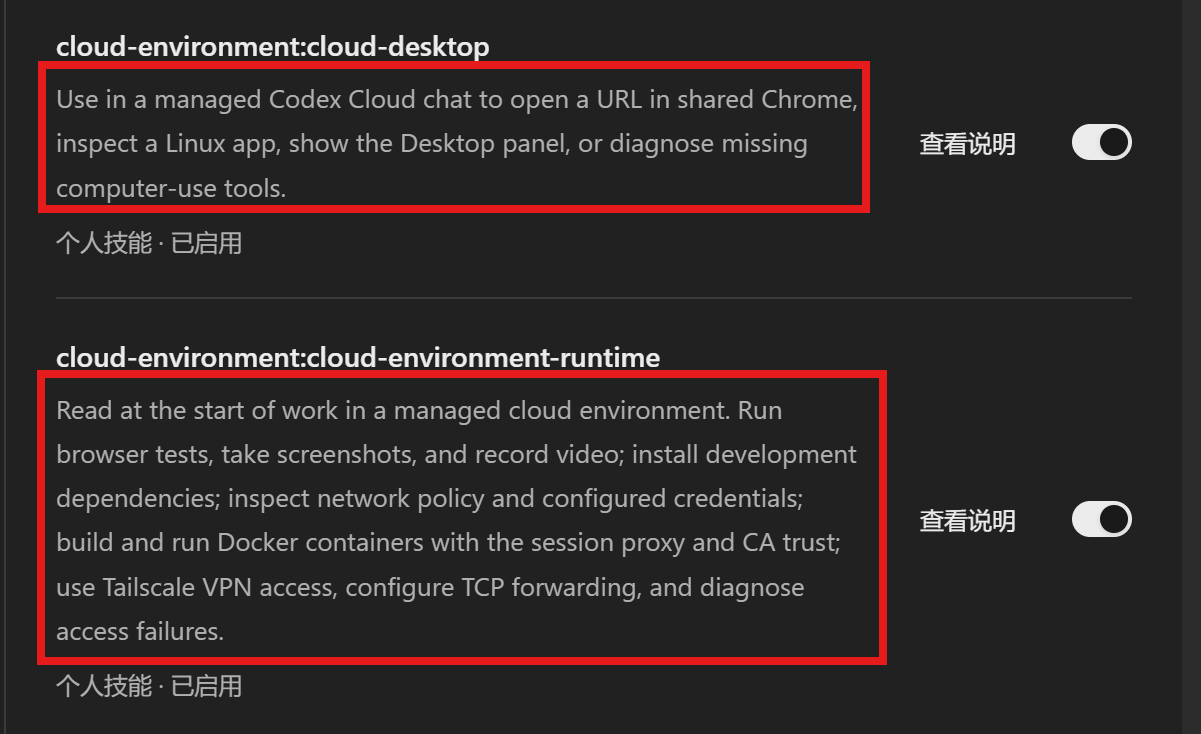 cloud-environment:cloud-desktop
Use in a managed Codex Cloud chat to open a URL in shared Chrome,
inspect a Linux app, show the Desktop panel, or diagnose missing
computer-use tools.
查看说明
个人技能 · 已启用
cloud-environment:cloud-environment-runtime
Read at the start of work in a managed cloud environment. Run
browser tests, take screenshots, and record video; install development
dependencies; inspect network policy and configured credentials;
build and run Docker containers with the session proxy and CA trust;
use Tailscale VPN access, configure TCP forwarding, and diagnose
access failures.
查看说明
个人技能 · 已启用